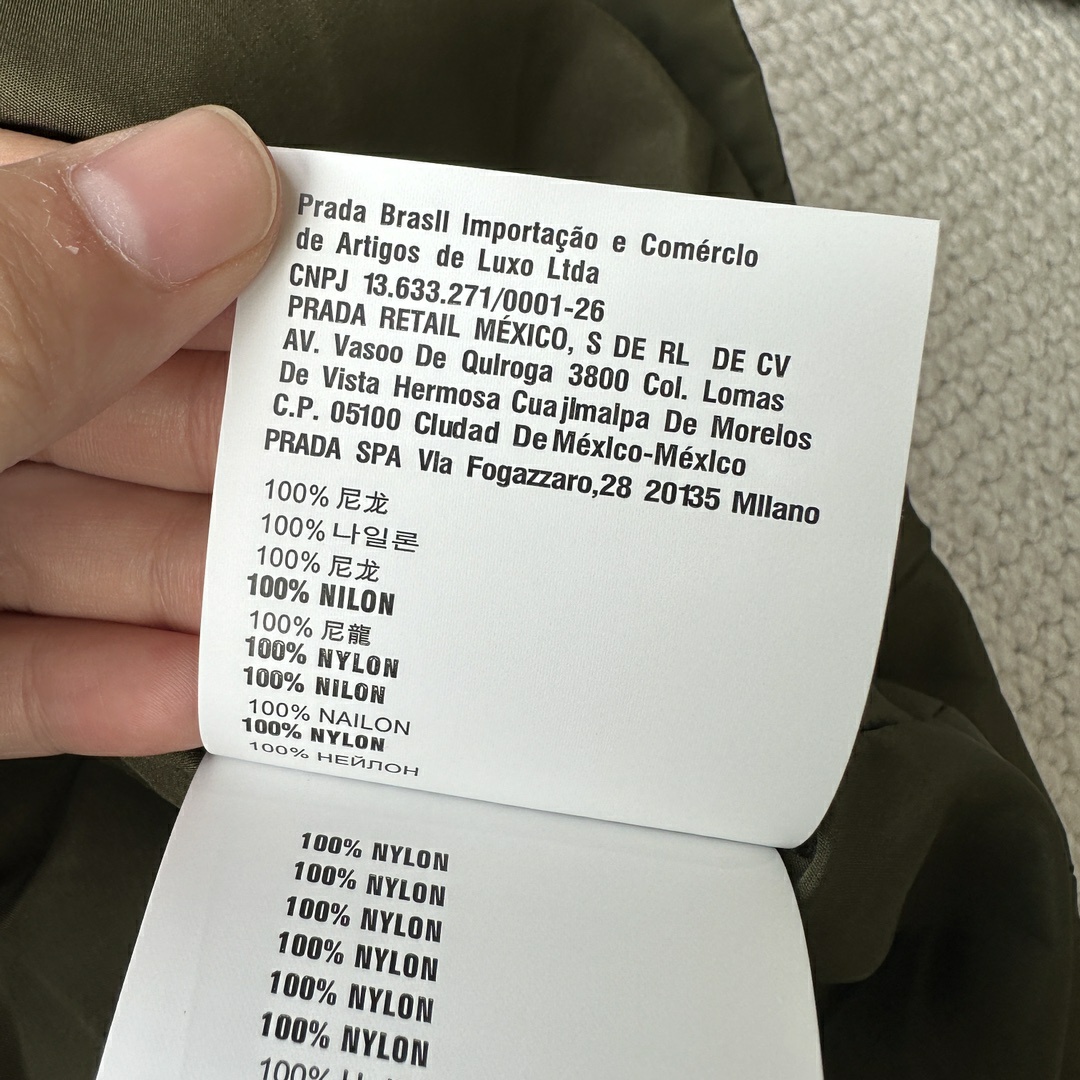 Prada Brasll Importação e Comérclo
de Artigos de Luxo Ltda
CNPJ 13.633.271/0001-26
PRADA RETAIL MÉXICO, S DE RL DE CV
AV. Vasoo De Qulroga 3800 Col. Lomas
De Vista Hermosa Cuajlmalpa De Morelos
C.P. 05100 Cludad De Méxlco-Méxlco
PRADA SPA Vla Fogazzaro,28 20135 Mllano
100% 尼龙
100% 나일론
100% 尼龙
100% NILON
100% 尼龍
100% NYLON
100% NILON
100% NAILON
100% NYLON
100% НЕЙЛОН
100% NYLON
100% NYLON
100% NYLON
100% NYLON
100% NYLON
100% NYLON
100%